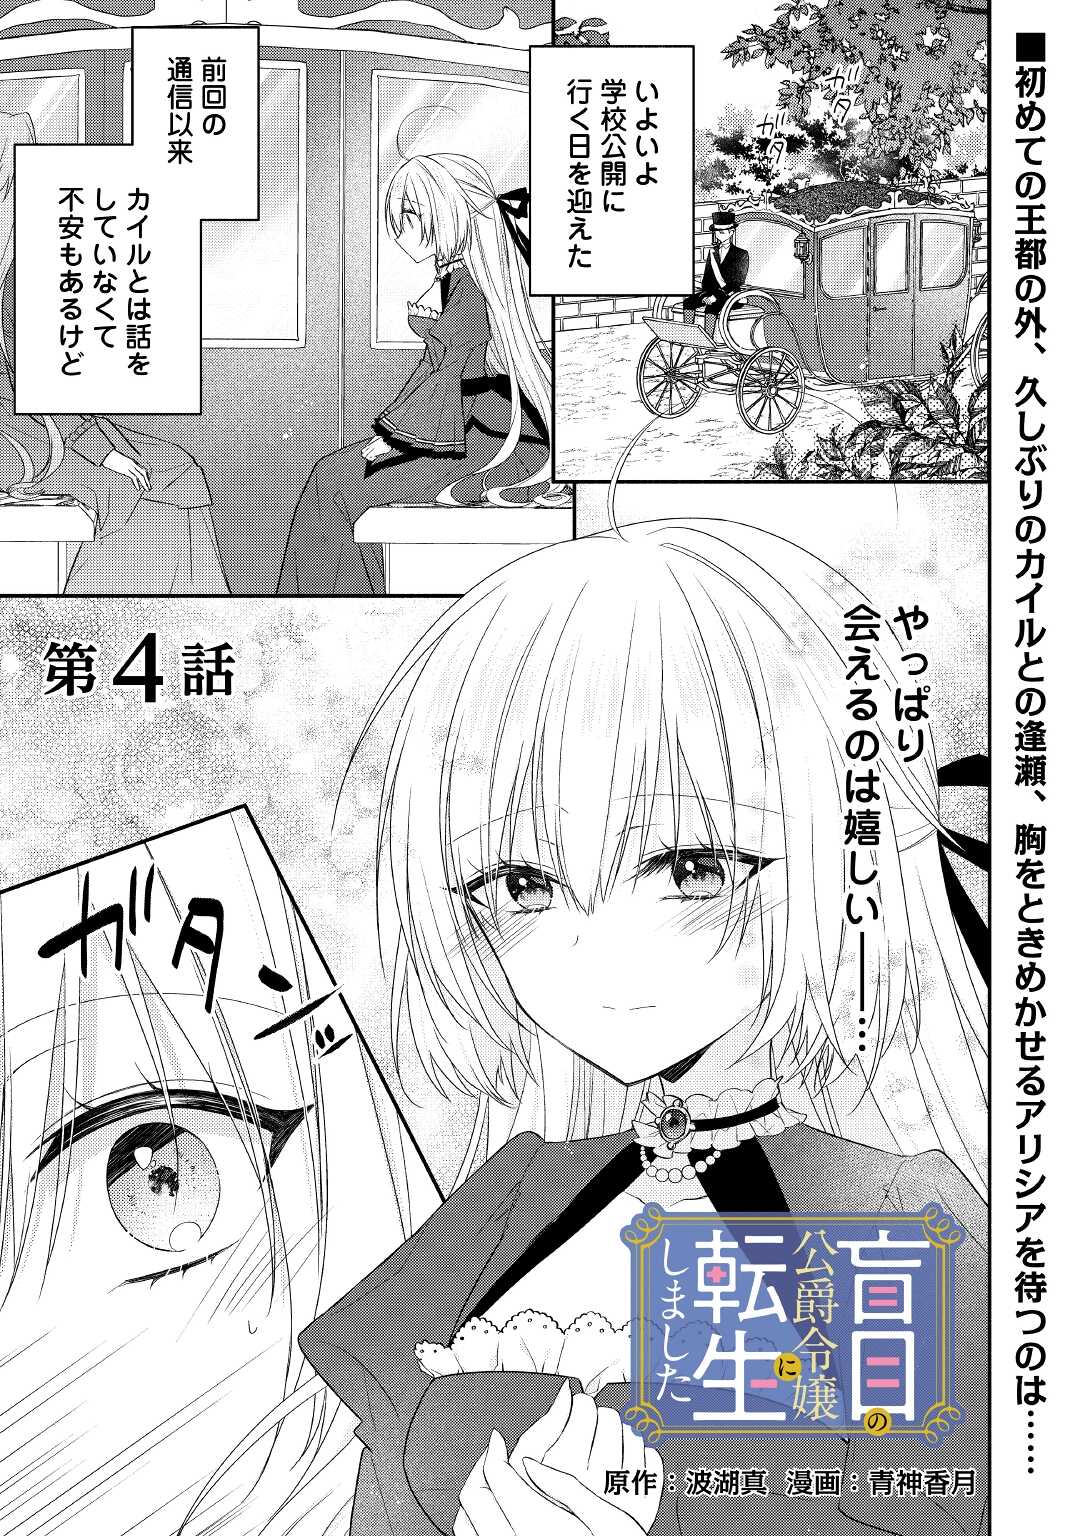 ■初めての王都の外、久しぶりのカイルとの逢瀬、胸をときめかせるアリシアを待つのは……
いよいよ
学校公開に
行く日を迎えた
ガタ
ガタ
前回の
通信以来
カイルとは話を
していなくて
不安もあるけど
やっぱり
会えるのは嬉しい――…
第4話
ガタンッ
盲目の
公爵令嬢に
転生
しました
原作：波湖真 漫画：青神香月